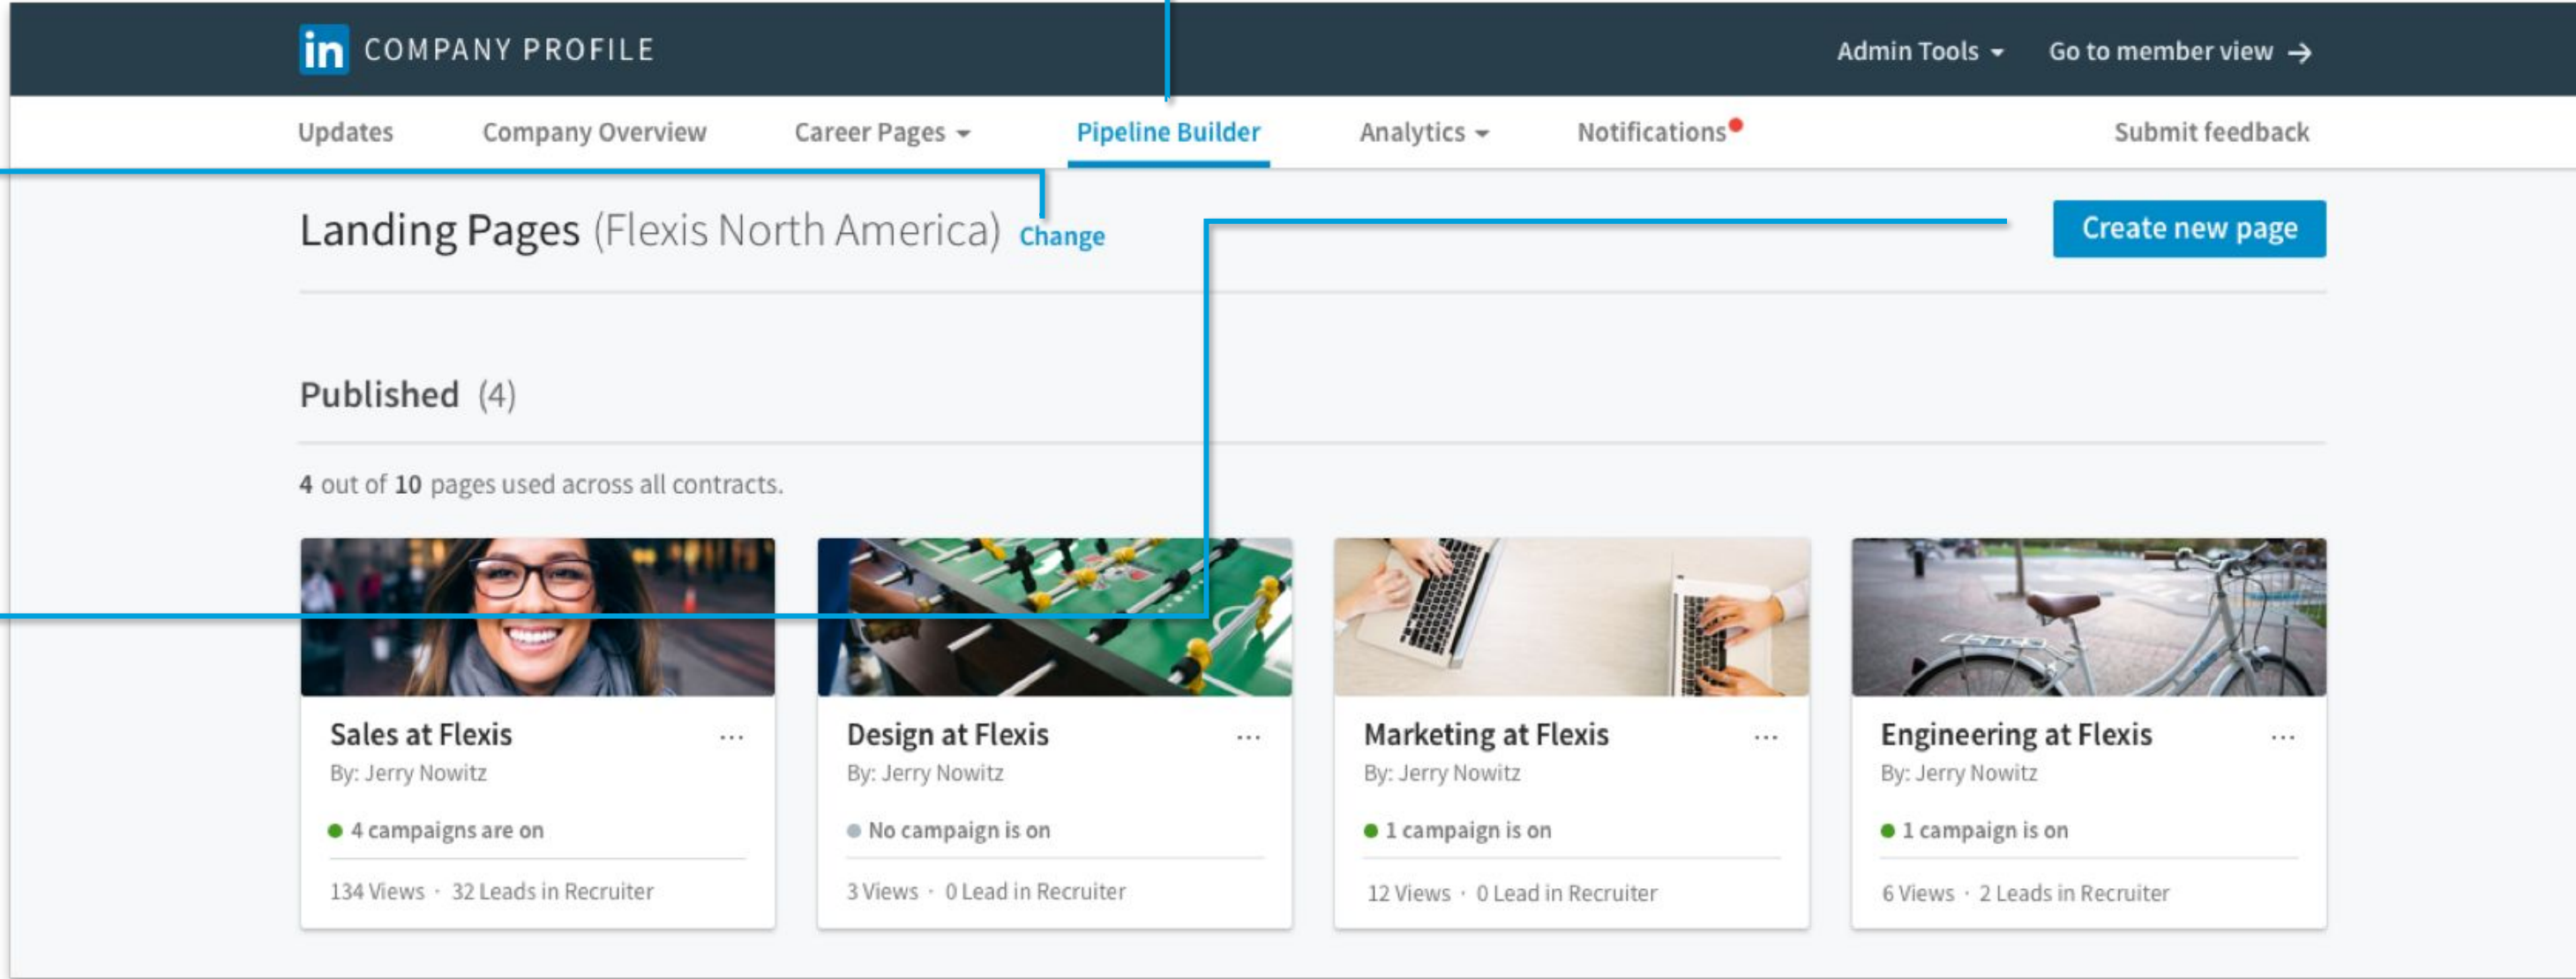 in COMPANY PROFILE Admin Tools Go to member view →
Updates Company Overview Career Pages Pipeline Builder Analytics Notifications Submit feedback
Landing Pages (Flexis North America) Change Create new page
Published (4)
4 out of 10 pages used across all contracts.
Sales at Flexis ... Design at Flexis ... Marketing at Flexis ... Engineering at Flexis ...
By: Jerry Nowitz By: Jerry Nowitz By: Jerry Nowitz By: Jerry Nowitz
4 campaigns are on No campaign is on 1 campaign is on 1 campaign is on
134 Views · 32 Leads in Recruiter 3 Views · 0 Lead in Recruiter 12 Views · 0 Lead in Recruiter 6 Views · 2 Leads in Recruiter